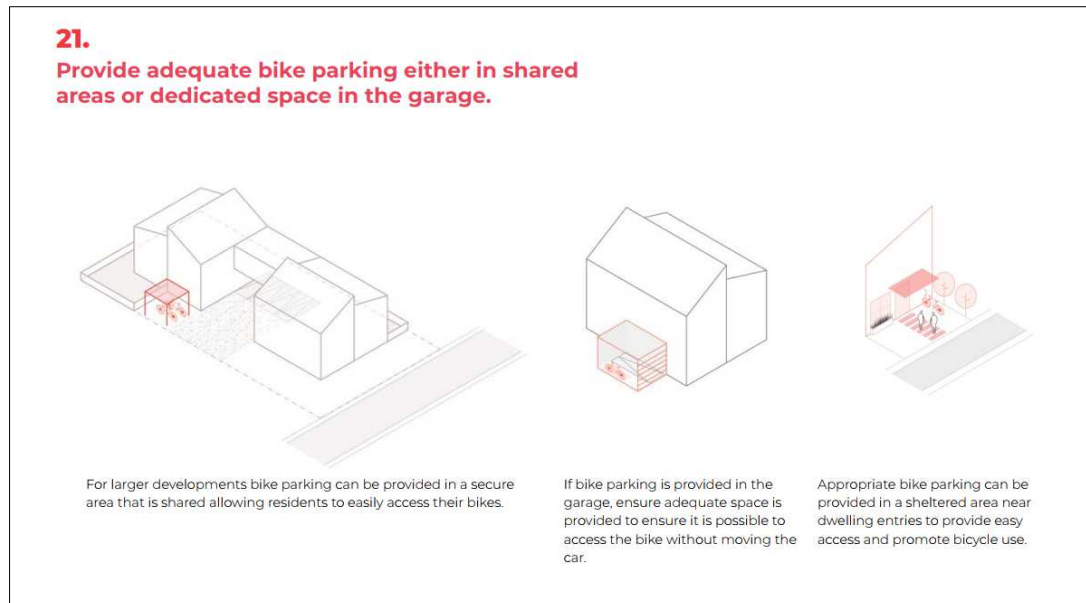 21.
Provide adequate bike parking either in shared
areas or dedicated space in the garage.
For larger developments bike parking can be provided in a secure
area that is shared allowing residents to easily access their bikes.
If bike parking is provided in the
garage, ensure adequate space is
provided to ensure it is possible to
access the bike without moving the
car.
Appropriate bike parking can be
provided in a sheltered area near
dwelling entries to provide easy
access and promote bicycle use.